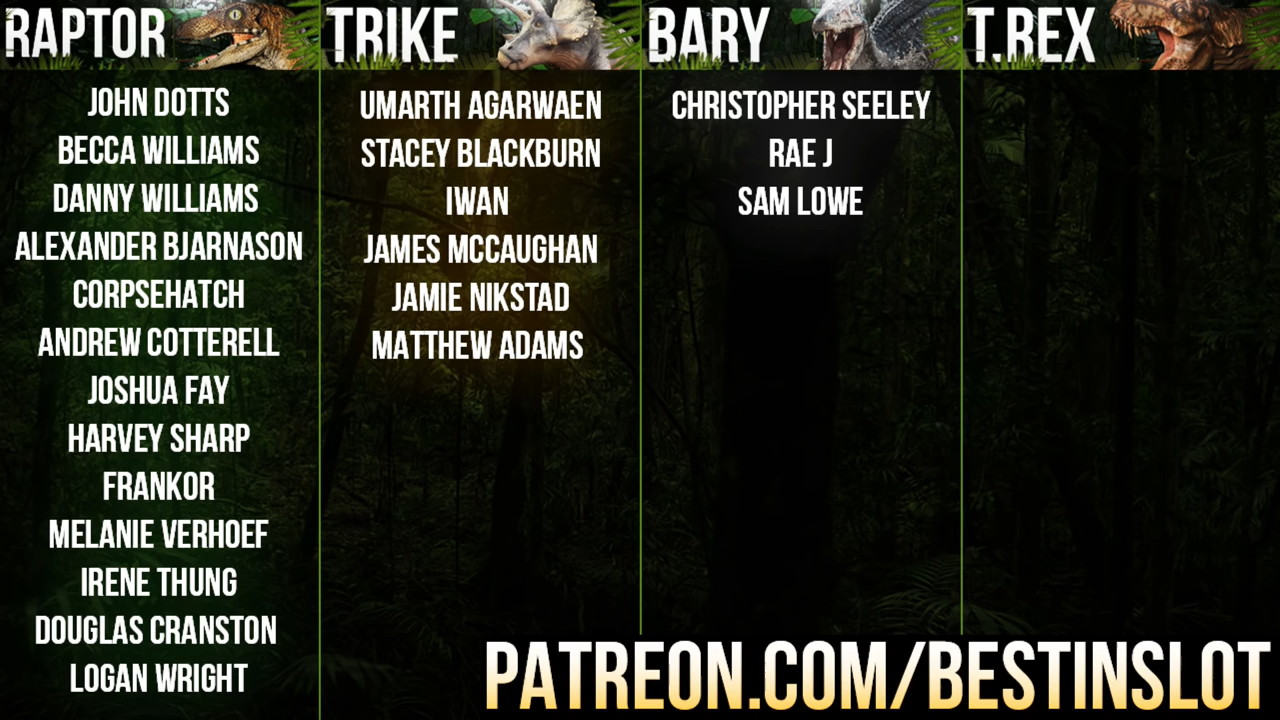 RAPTOR
JOHN DOTTS
BECCA WILLIAMS
DANNY WILLIAMS
ALEXANDER BJARNASON
CORPSEHATCH
ANDREW COTTERELL
JOSHUA FAY
HARVEY SHARP
FRANKOR
MELANIE VERHOEF
IRENE THUNG
DOUGLAS CRANSTON
LOGAN WRIGHT
TRIKE
UMARTH AGARWAEN
STACEY BLACKBURN
IWAN
JAMES MCCAUGHAN
JAMIE NIKSTAD
MATTHEW ADAMS
BARY
CHRISTOPHER SEELEY
RAE J
SAM LOWE
T.REX
PATREON.COM/BESTINSLOT